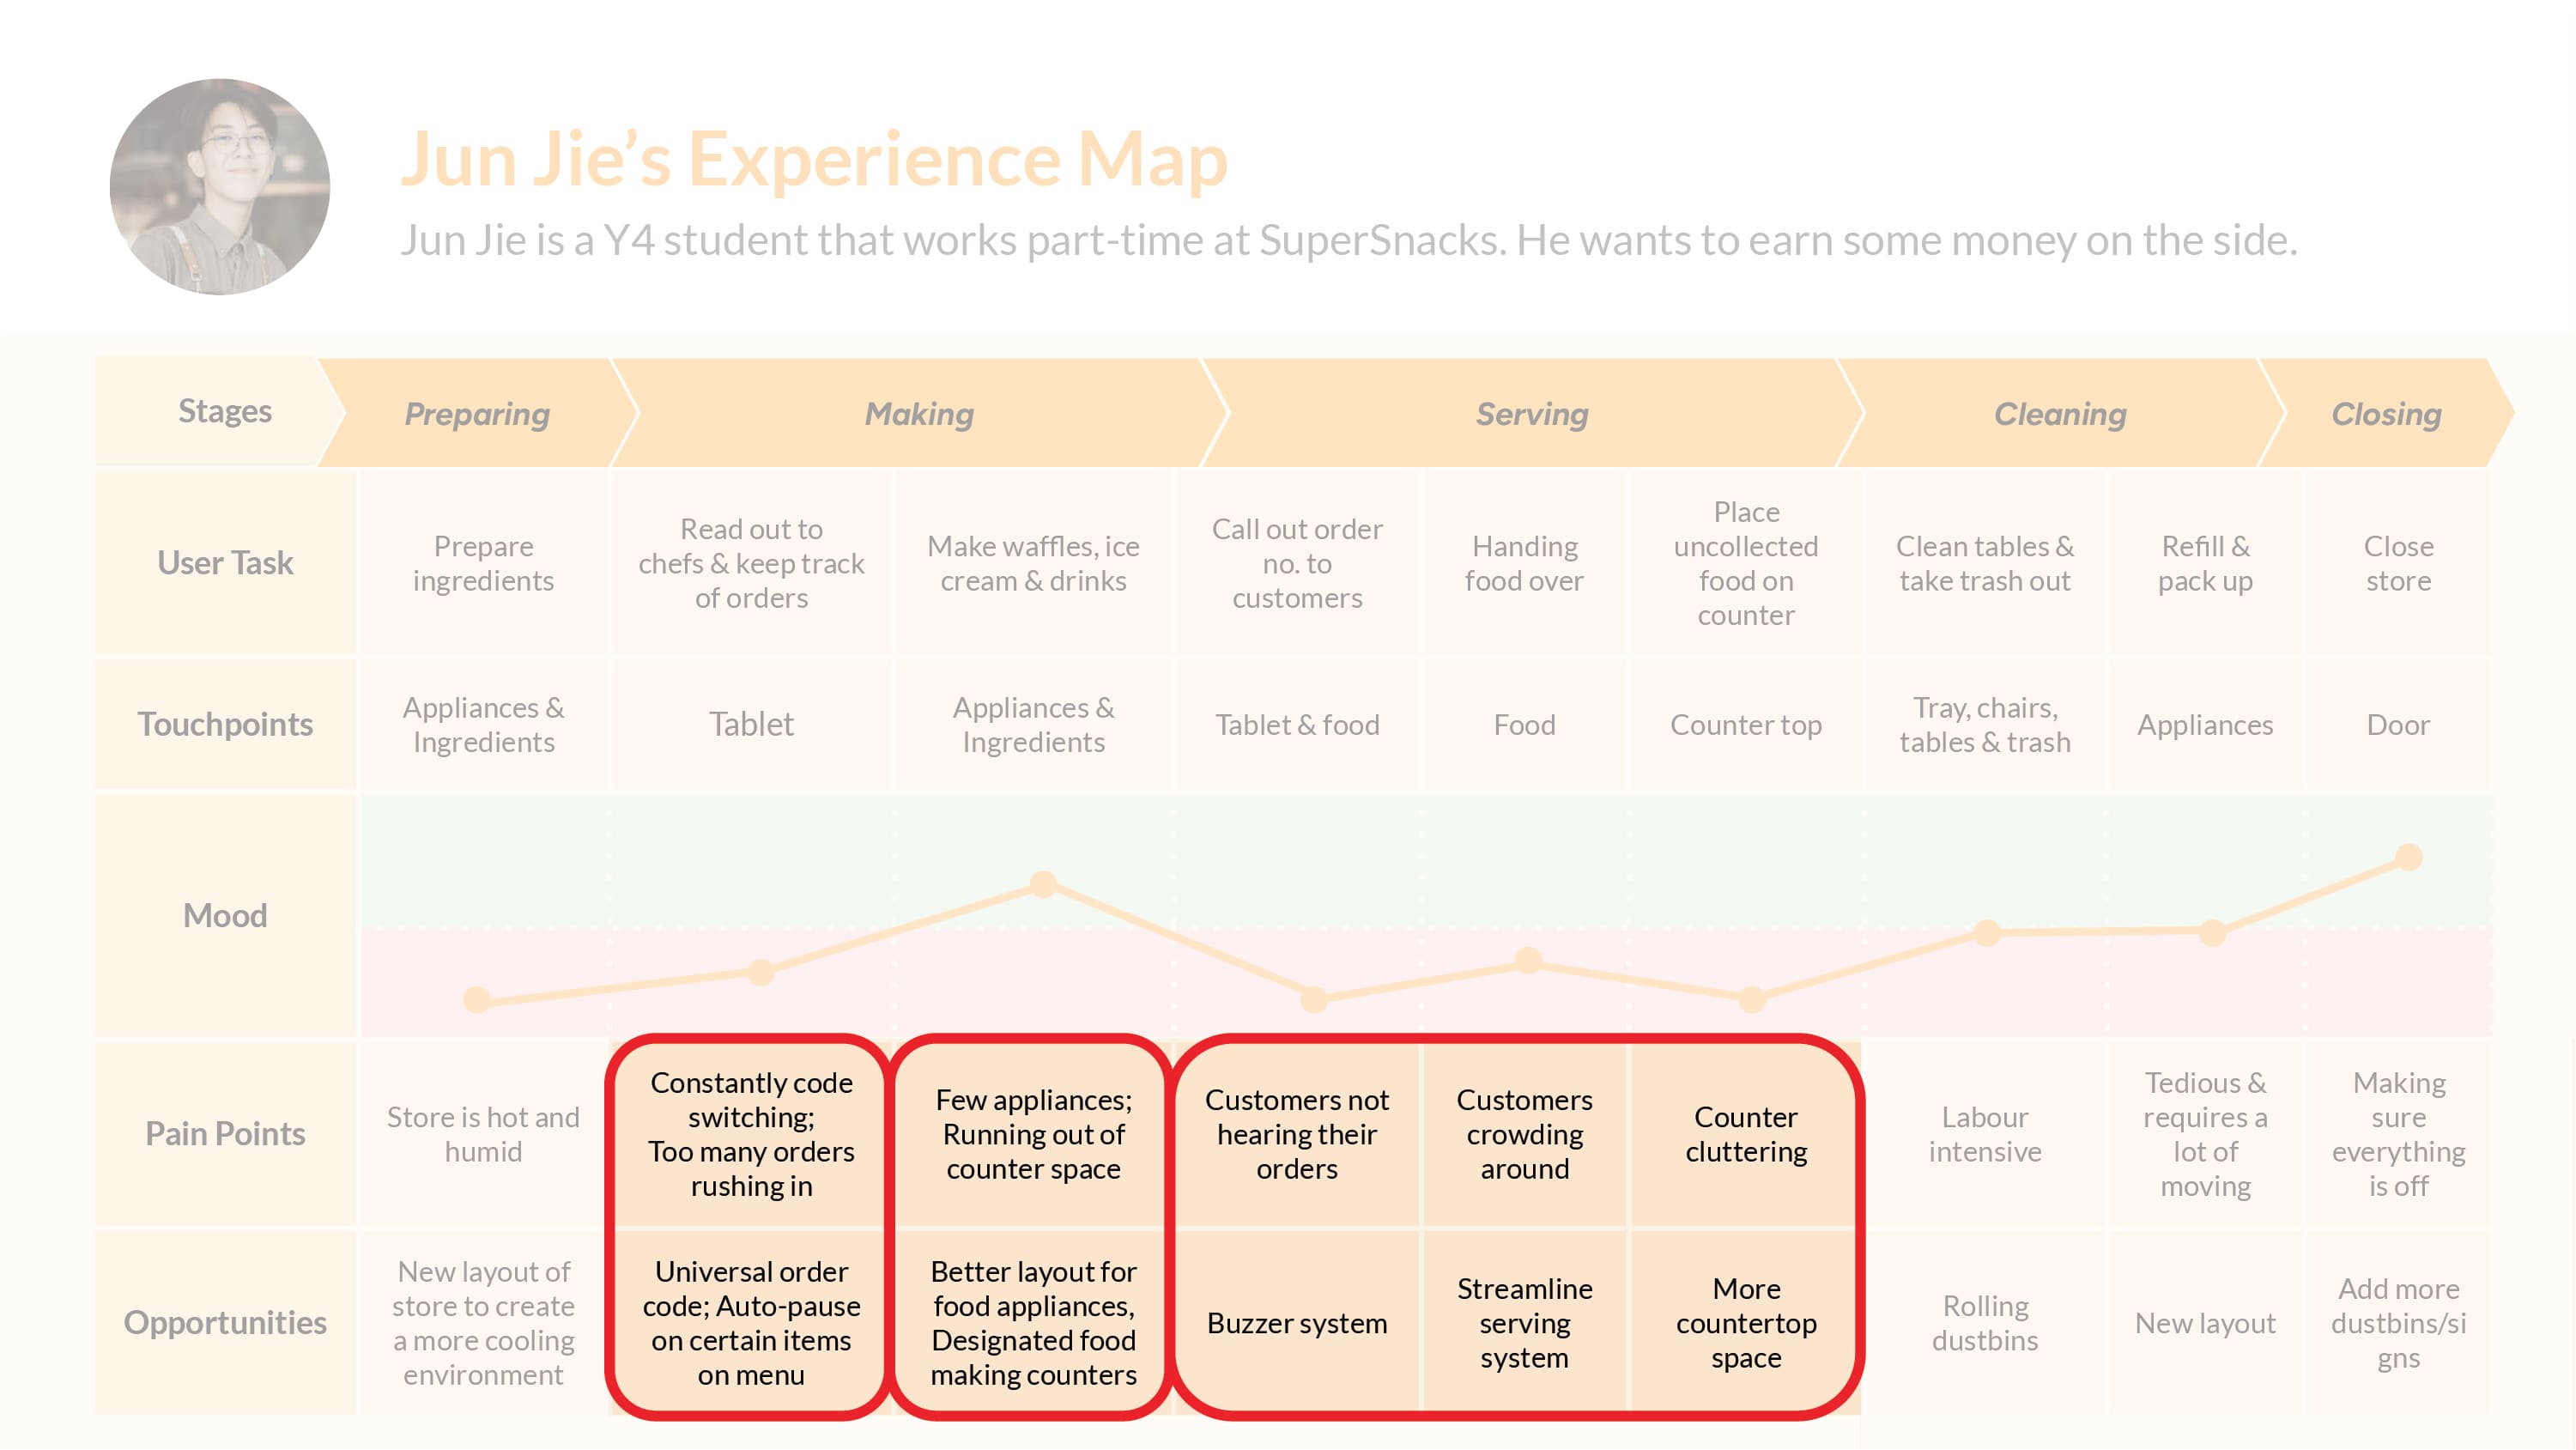 Jun Jie’s Experience Map
Jun Jie is a Y4 student that works part-time at SuperSnacks. He wants to earn some money on the side.
Stages
Preparing
Making
Serving
Cleaning
Closing
User Task
Prepare
ingredients
Read out to
chefs & keep track
of orders
Make waffles, ice
cream & drinks
Call out order
no. to
customers
Handing
food over
Place
uncollected
food on
counter
Clean tables &
take trash out
Refill &
pack up
Close
store
Touchpoints
Appliances &
Ingredients
Tablet
Appliances &
Ingredients
Tablet & food
Food
Counter top
Tray, chairs,
tables & trash
Appliances
Door
Mood
Pain Points
Store is hot and
humid
Constantly code
switching;
Too many orders
rushing in
Few appliances;
Running out of
counter space
Customers not
hearing their
orders
Customers
crowding
around
Counter
cluttering
Labour
intensive
Tedious &
requires a
lot of
moving
Making
sure
everything
is off
Opportunities
New layout of
store to create
a more cooling
environment
Universal order
code; Auto-pause
on certain items
on menu
Better layout for
food appliances,
Designated food
making counters
Buzzer system
Streamline
serving
system
More
countertop
space
Rolling
dustbins
New layout
Add more
dustbins/si
gns